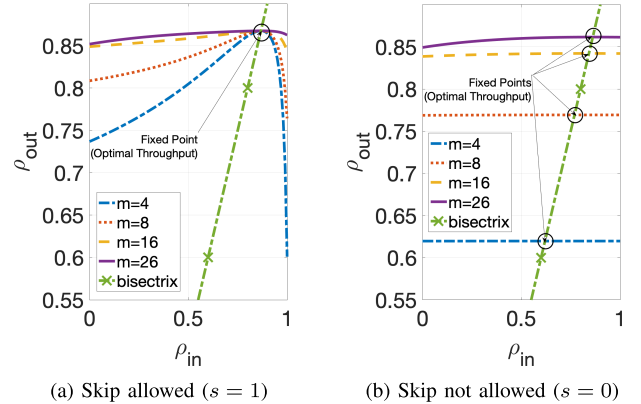 0.85
0.8
0.75
0.7
0.65
0.6
0.55
ρout
Fixed Point
(Optimal Throughput)
m=4
m=8
m=16
m=26
bisectrix
0
0.5
1
ρin
(a) Skip allowed (s = 1)
0.85
0.8
0.75
0.7
0.65
0.6
0.55
ρout
Fixed Points
(Optimal Throughput)
m=4
m=8
m=16
m=26
bisectrix
0
0.5
1
ρin
(b) Skip not allowed (s = 0)